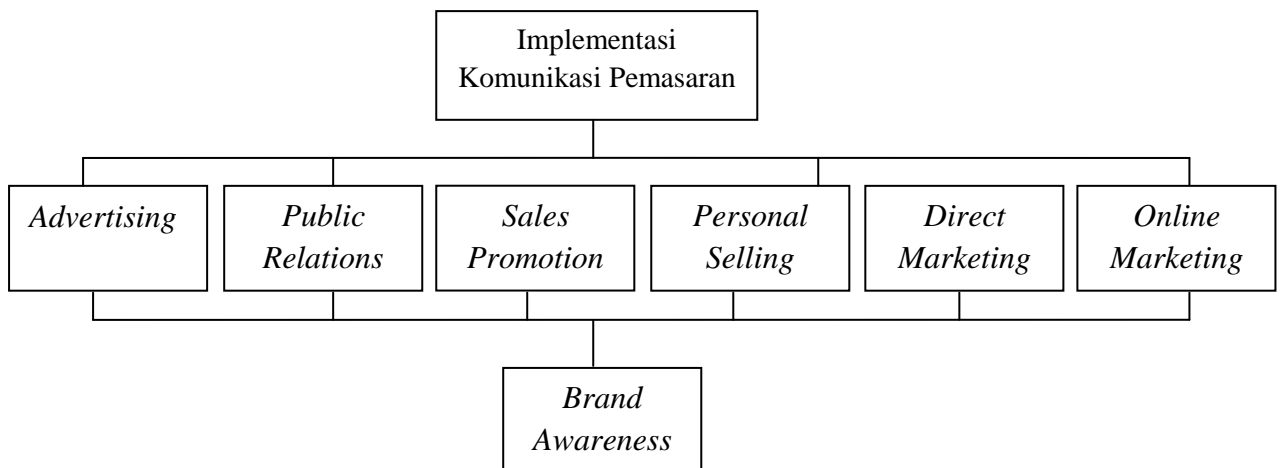 Implementasi
Komunikasi Pemasaran
Advertising
Public
Relations
Sales
Promotion
Personal
Selling
Direct
Marketing
Online
Marketing
Brand
Awareness